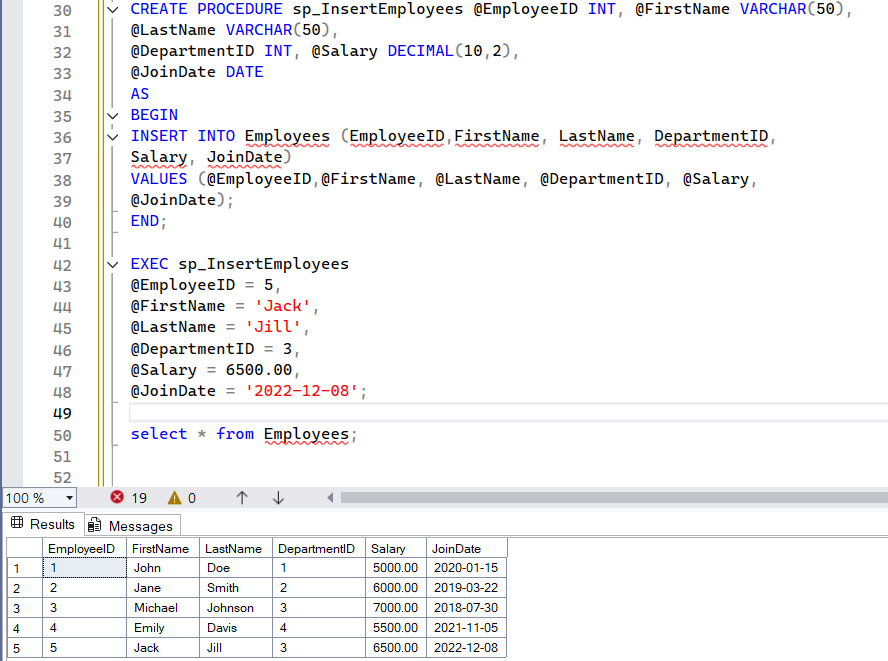 30 CREATE PROCEDURE sp_InsertEmployees @EmployeeID INT, @FirstName VARCHAR(50),
31 @LastName VARCHAR(50),
32 @DepartmentID INT, @Salary DECIMAL(10,2),
33 @JoinDate DATE
34 AS
35 BEGIN
36 INSERT INTO Employees (EmployeeID,FirstName, LastName, DepartmentID,
37 Salary, JoinDate)
38 VALUES (@EmployeeID,@FirstName, @LastName, @DepartmentID, @Salary,
39 @JoinDate);
40 END;
41
42 EXEC sp_InsertEmployees
43 @EmployeeID = 5,
44 @FirstName = 'Jack',
45 @LastName = 'Jill',
46 @DepartmentID = 3,
47 @Salary = 6500.00,
48 @JoinDate = '2022-12-08';
49
50 select * from Employees;
51
52
100 % 19 0
Results Messages
EmployeeID FirstName LastName DepartmentID Salary JoinDate
1 1 John Doe 1 5000.00 2020-01-15
2 2 Jane Smith 2 6000.00 2019-03-22
3 3 Michael Johnson 3 7000.00 2018-07-30
4 4 Emily Davis 4 5500.00 2021-11-05
5 5 Jack Jill 3 6500.00 2022-12-08